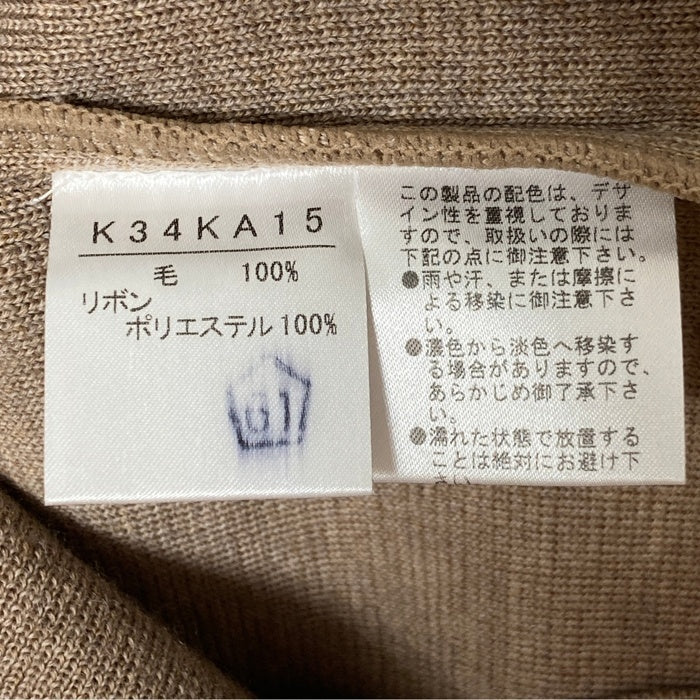 K34KA15
毛 100%
リボン
ポリエステル100%
01
この製品の配色は、デザ
イン性を重視しておりま
すので、取扱いの際には
下記の点に御注意下さい。
●雨や汗、または摩擦に
よる移染に御注意下さ
い。
●濃色から淡色へ移染す
る場合がありますので、
あらかじめ御了承下さ
い。
●濡れた状態で放置する
ことは絶対にお避け下
さい。